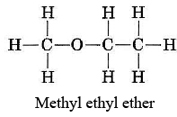 H H H
H—C—O—C—C—H
H H H
Methyl ethyl ether